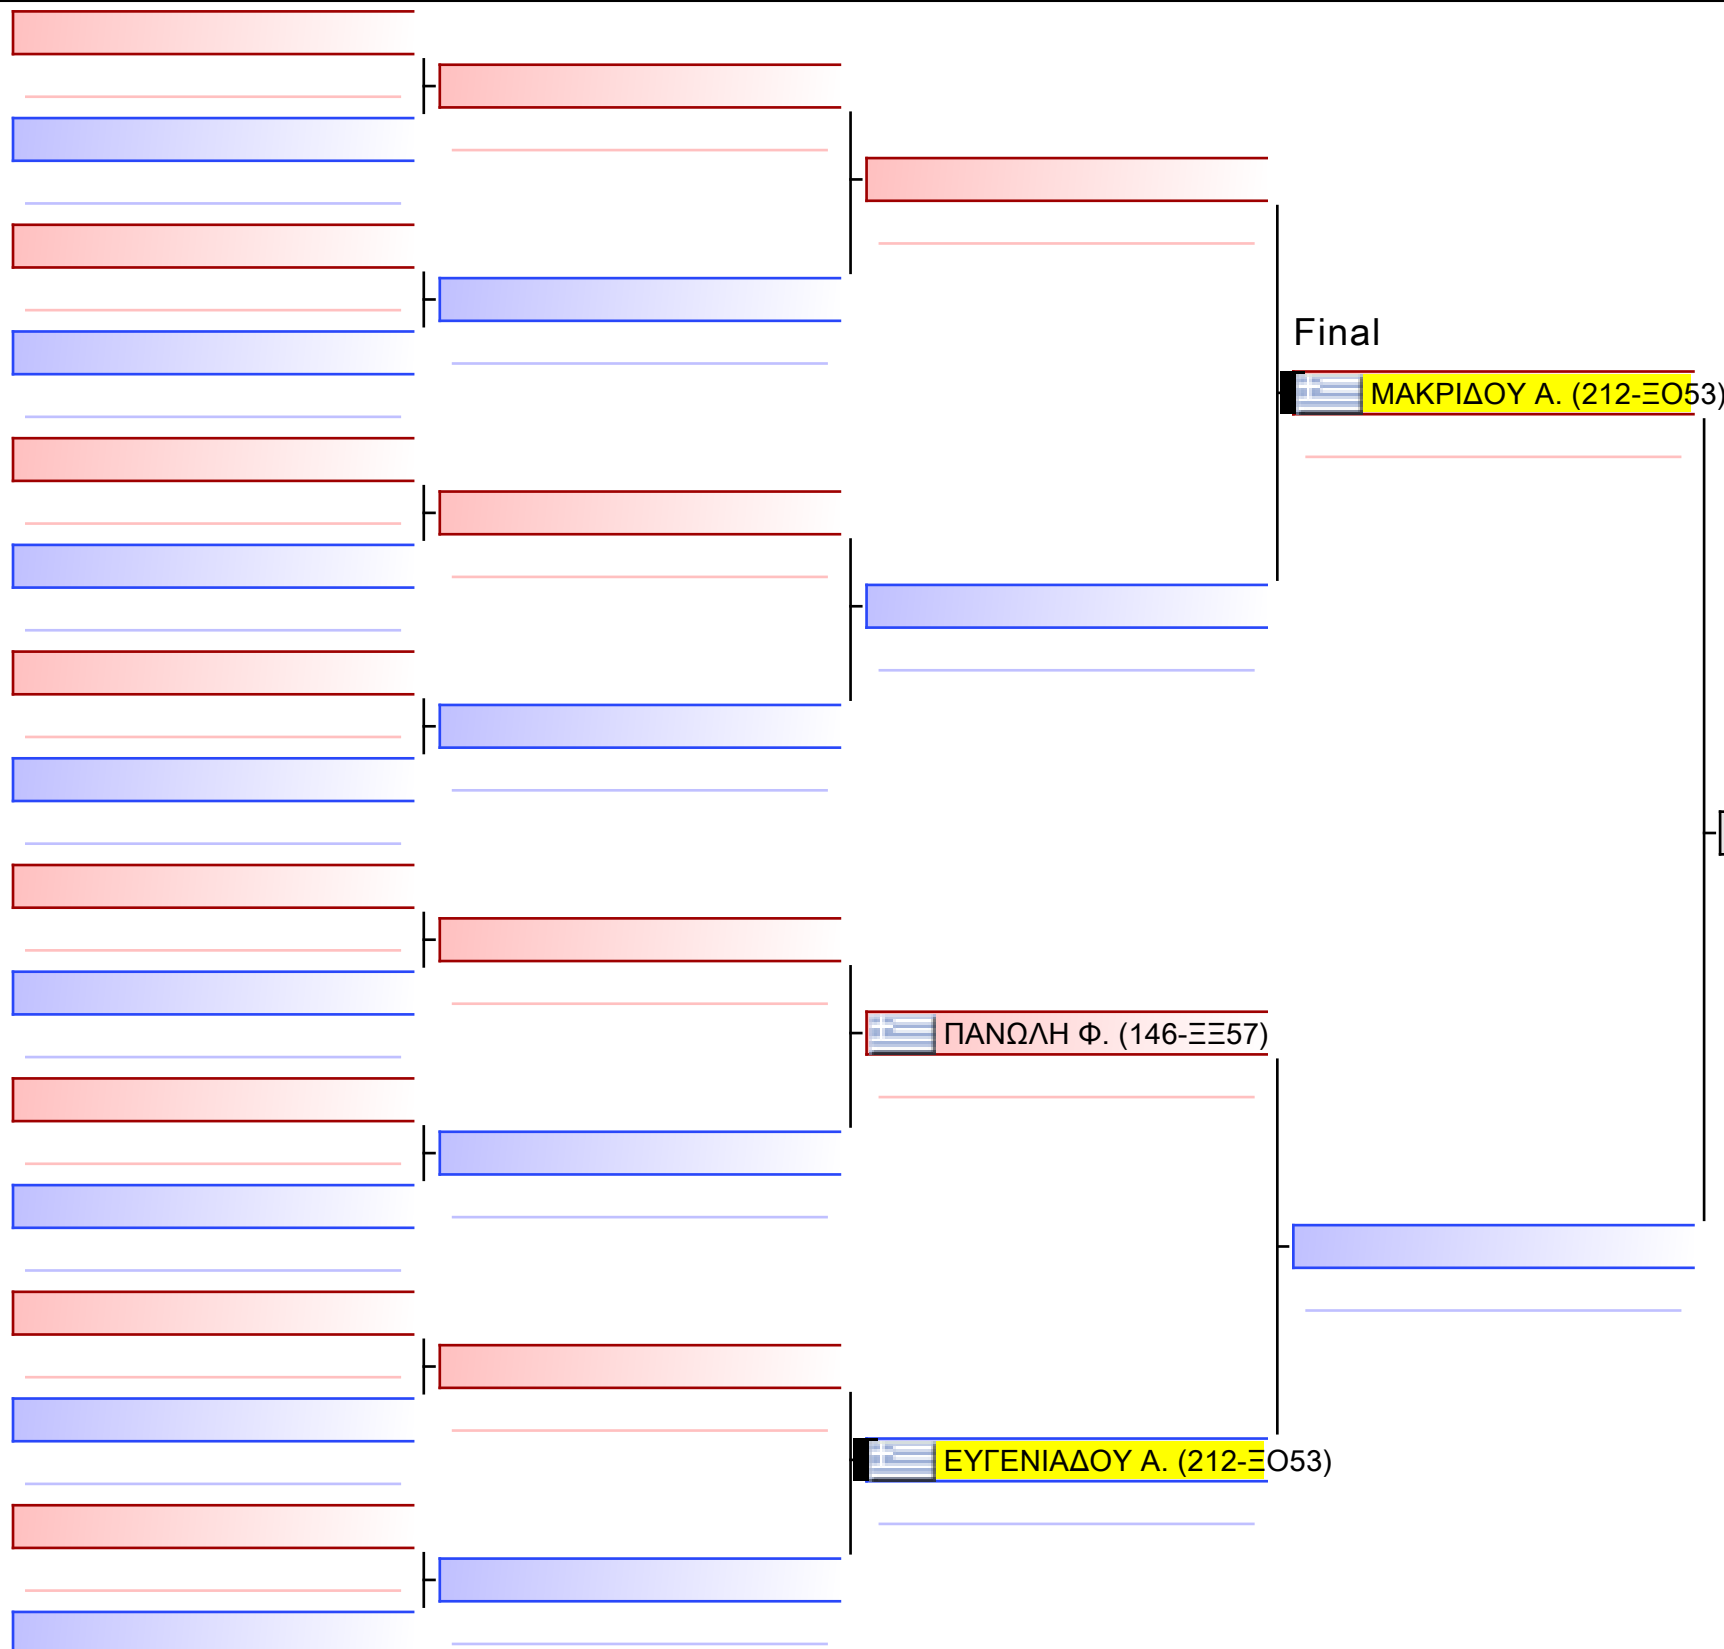 Final
ΜΑΚΡΙΔΟΥ Α. (212-ΞΟ53)
ΠΑΝΩΛΗ Φ. (146-ΞΞ57)
ΕΥΓΕΝΙΑΔΟΥ Α. (212-ΞΟ53)